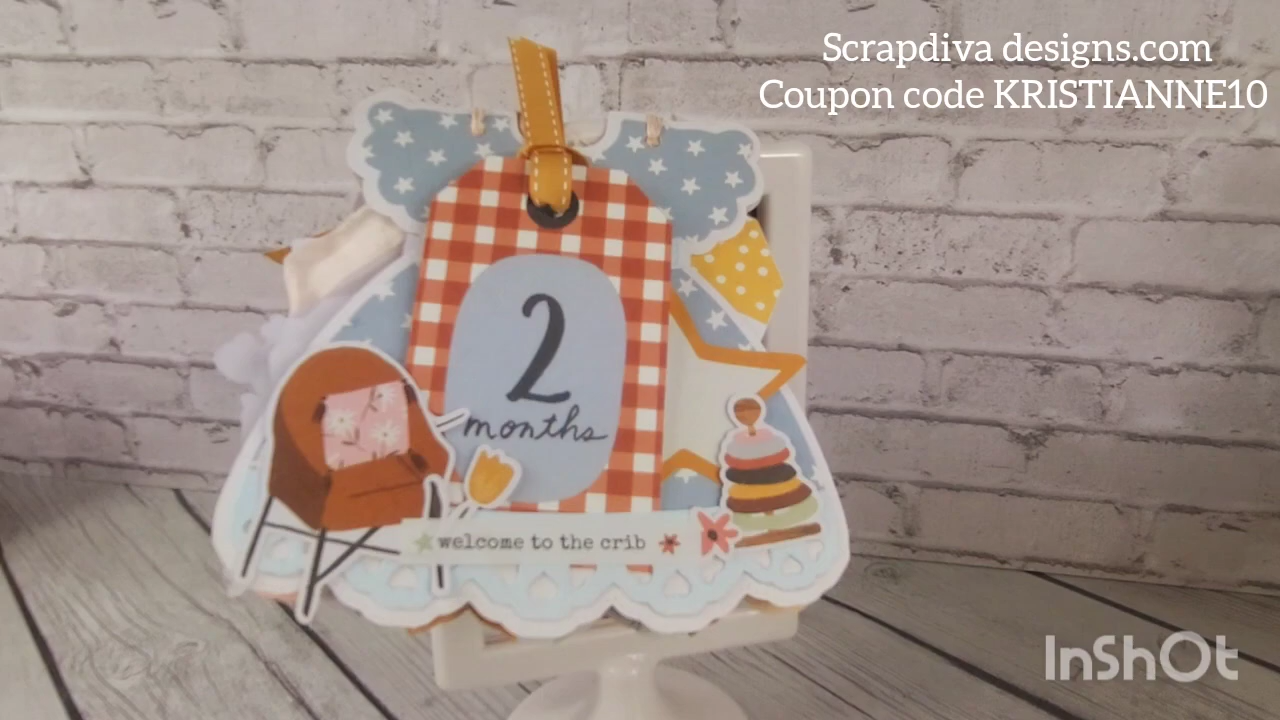 Scrapdiva designs.com
Coupon code KRISTIANNE10
2
months
welcome to the crib
InShOt